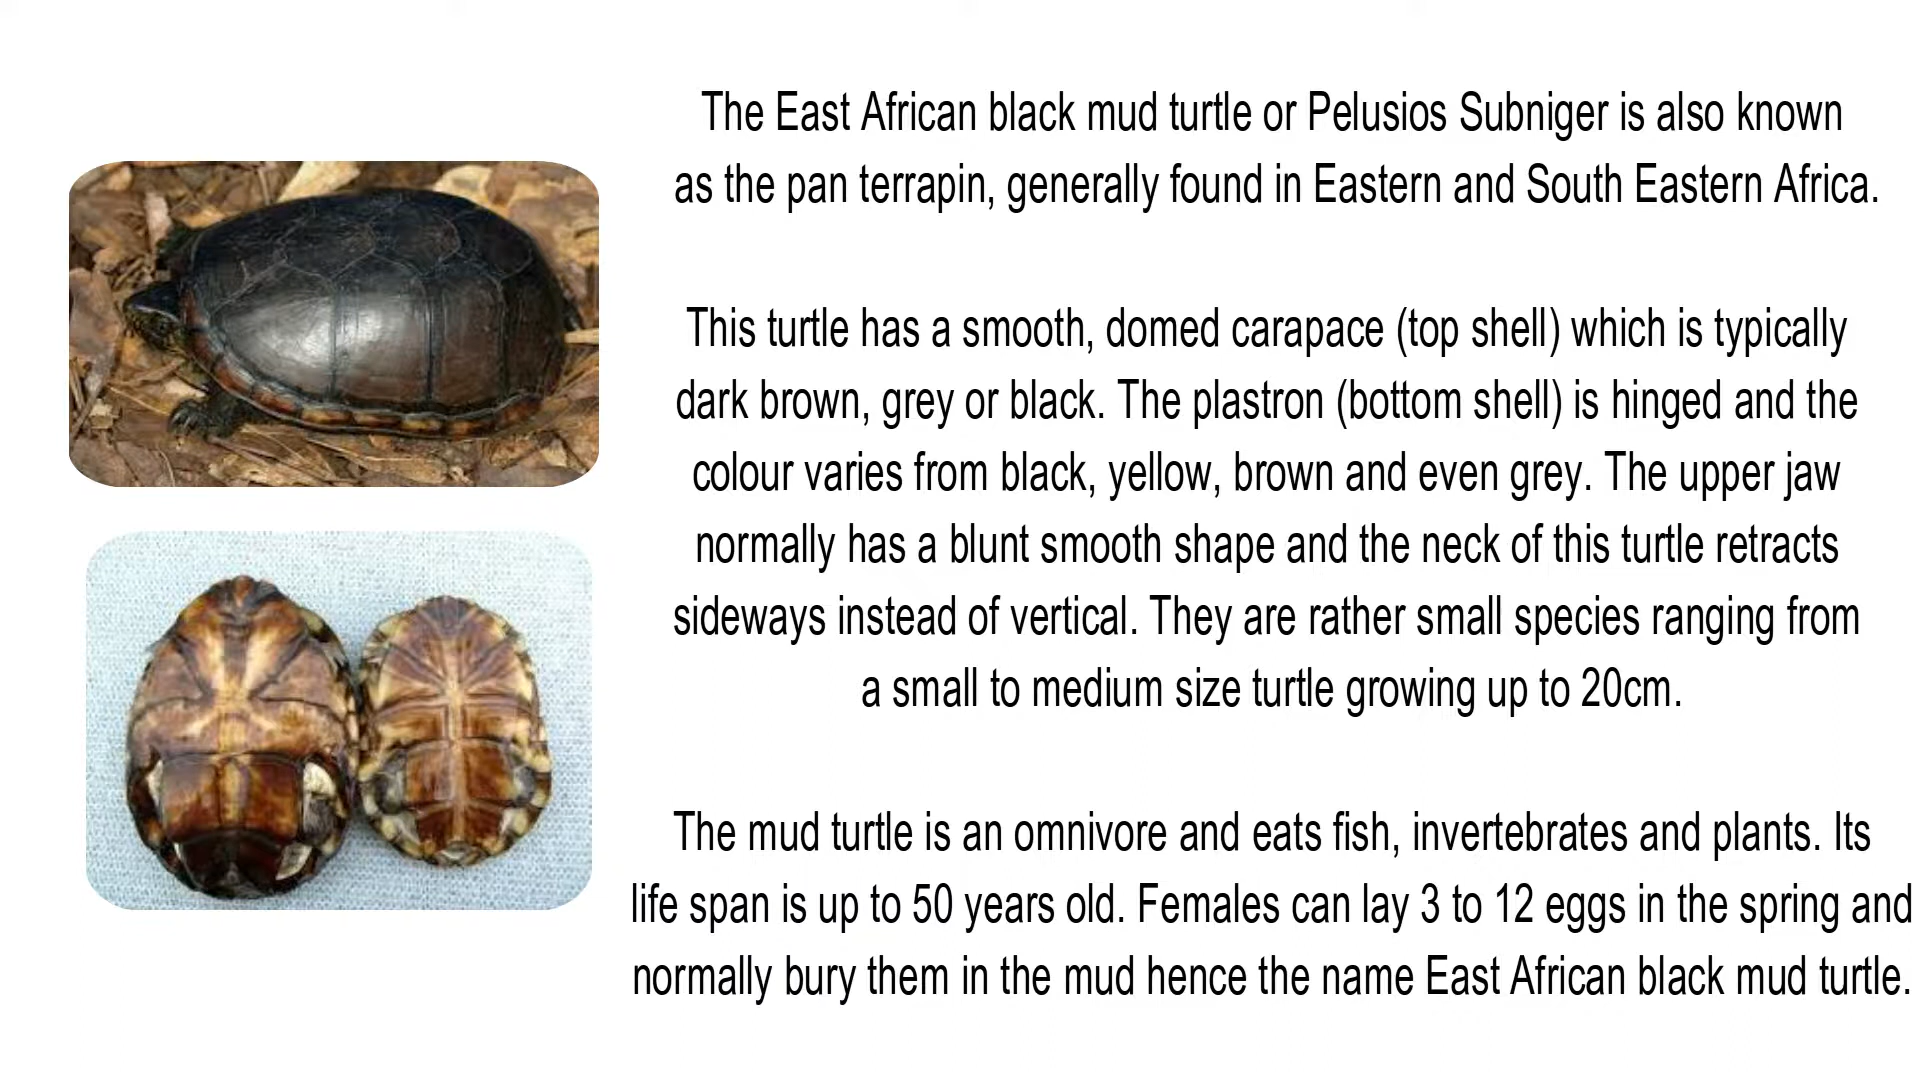 The East African black mud turtle or Pelusios Subniger is also known
as the pan terrapin, generally found in Eastern and South Eastern Africa.
This turtle has a smooth, domed carapace (top shell) which is typically
dark brown, grey or black. The plastron (bottom shell) is hinged and the
colour varies from black, yellow, brown and even grey. The upper jaw
normally has a blunt smooth shape and the neck of this turtle retracts
sideways instead of vertical. They are rather small species ranging from
a small to medium size turtle growing up to 20cm.
The mud turtle is an omnivore and eats fish, invertebrates and plants. Its
life span is up to 50 years old. Females can lay 3 to 12 eggs in the spring and
normally bury them in the mud hence the name East African black mud turtle.